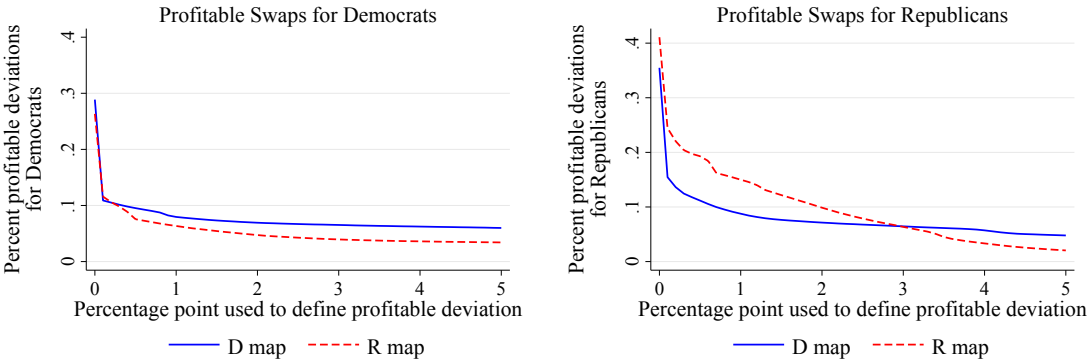 Profitable Swaps for Democrats
Percent profitable deviations
for Democrats
.4
.3
.2
.1
0
0 1 2 3 4 5
Percentage point used to define profitable deviation
D map R map
Profitable Swaps for Republicans
Percent profitable deviations
for Republicans
.4
.3
.2
.1
0
0 1 2 3 4 5
Percentage point used to define profitable deviation
D map R map